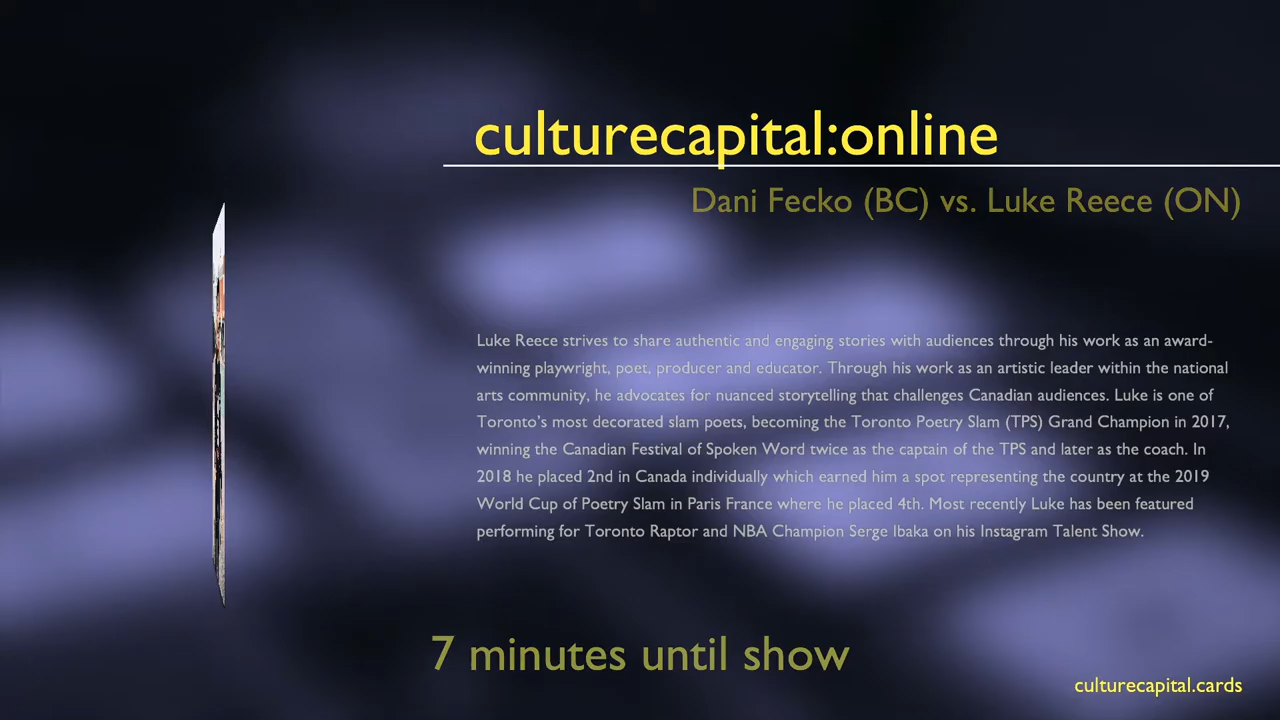 culturecapital:online
Dani Fecko (BC) vs. Luke Reece (ON)
Luke Reece strives to share authentic and engaging stories with audiences through his work as an award-
winning playwright, poet, producer and educator. Through his work as an artistic leader within the national
arts community, he advocates for nuanced storytelling that challenges Canadian audiences. Luke is one of
Toronto’s most decorated slam poets, becoming the Toronto Poetry Slam (TPS) Grand Champion in 2017,
winning the Canadian Festival of Spoken Word twice as the captain of the TPS and later as the coach. In
2018 he placed 2nd in Canada individually which earned him a spot representing the country at the 2019
World Cup of Poetry Slam in Paris France where he placed 4th. Most recently Luke has been featured
performing for Toronto Raptor and NBA Champion Serge Ibaka on his Instagram Talent Show.
7 minutes until show
culturecapital.cards